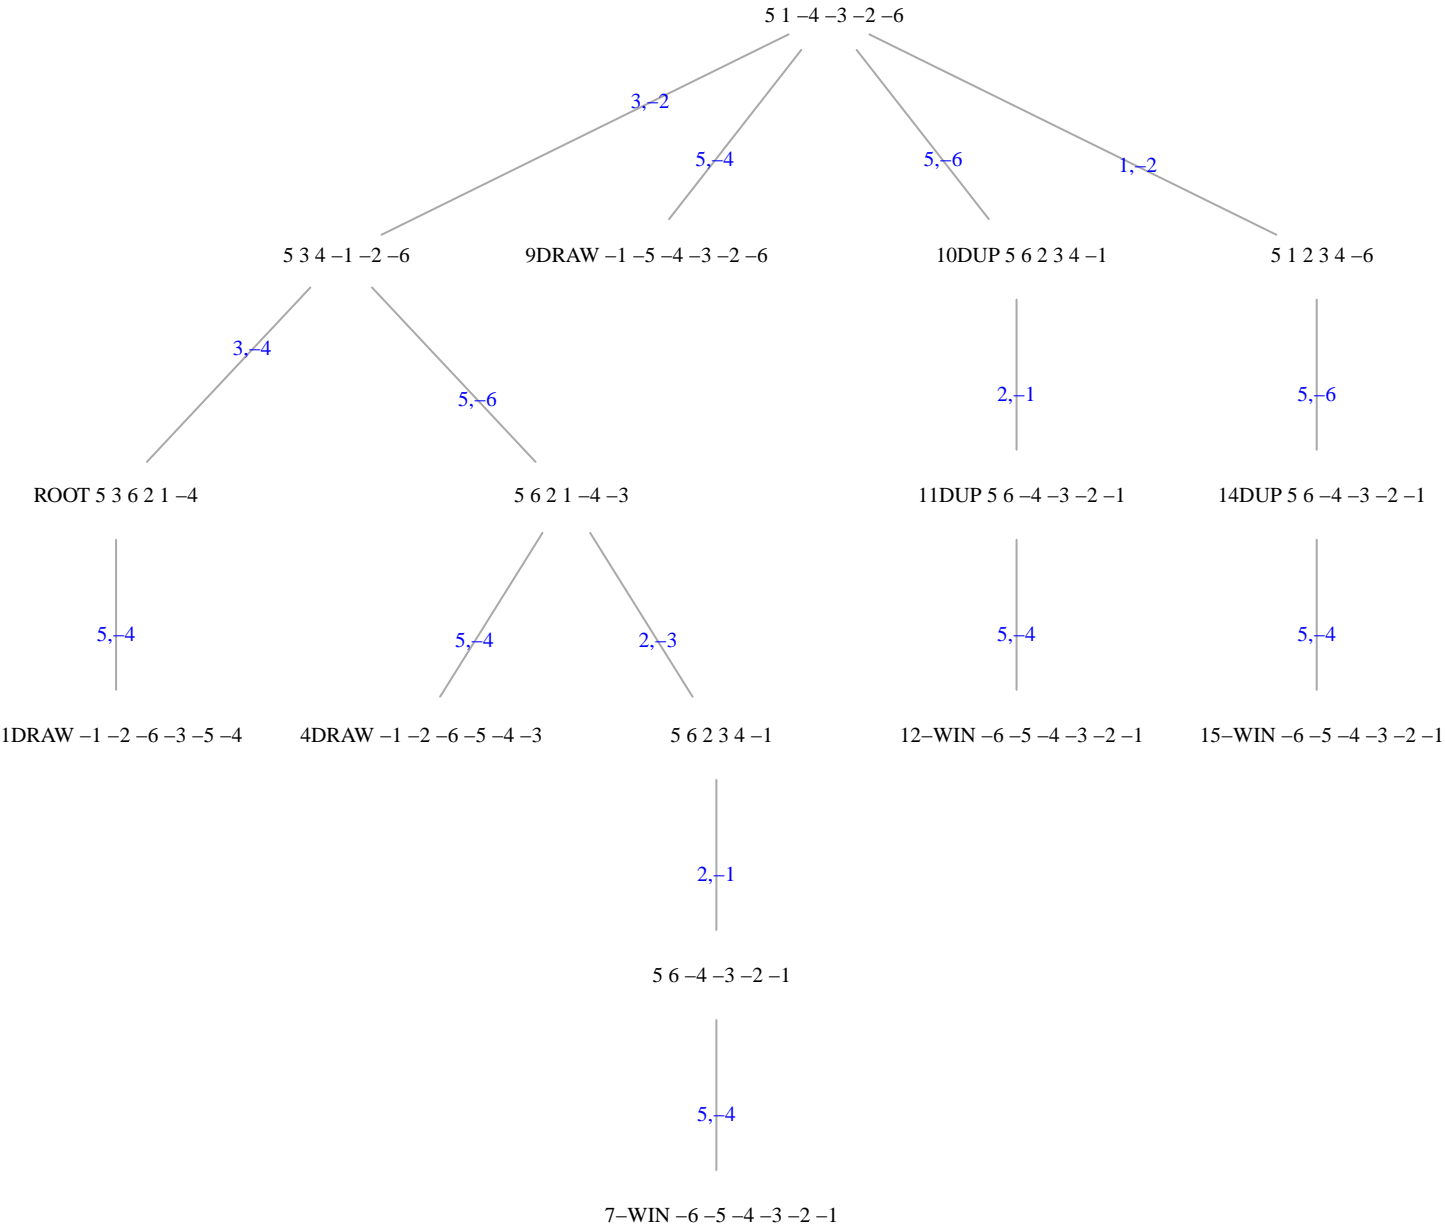 5 1 –4 –3 –2 –6
3,–2
5,–4
5,–6
1,–2
5 3 4 –1 –2 –6
9DRAW –1 –5 –4 –3 –2 –6
10DUP 5 6 2 3 4 –1
5 1 2 3 4 –6
3,–4
5,–6
2,–1
5,–6
ROOT 5 3 6 2 1 –4
5 6 2 1 –4 –3
11DUP 5 6 –4 –3 –2 –1
14DUP 5 6 –4 –3 –2 –1
5,–4
5,–4
2,–3
5,–4
5,–4
1DRAW –1 –2 –6 –3 –5 –4
4DRAW –1 –2 –6 –5 –4 –3
5 6 2 3 4 –1
12–WIN –6 –5 –4 –3 –2 –1
15–WIN –6 –5 –4 –3 –2 –1
2,–1
5 6 –4 –3 –2 –1
5,–4
7–WIN –6 –5 –4 –3 –2 –1